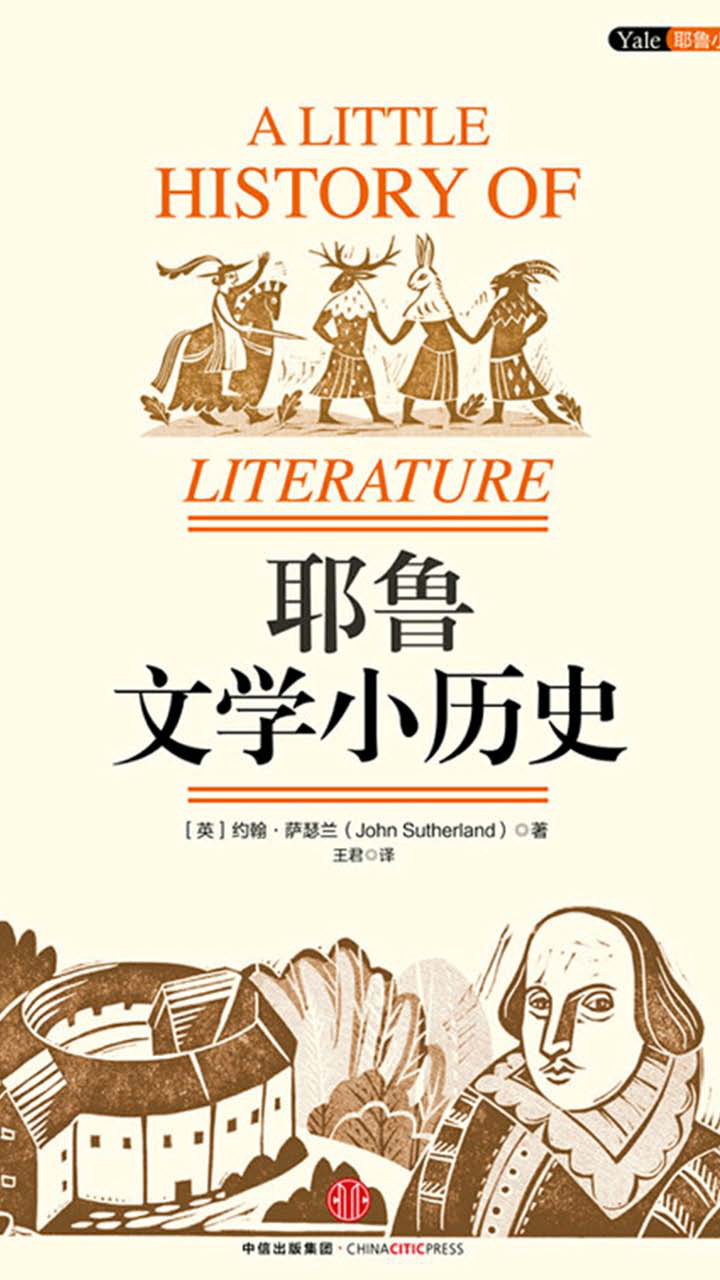 Yale 耶鲁小
A LITTLE
HISTORY OF
LITERATURE
耶鲁
文学小历史
［英］约翰·萨瑟兰（John Sutherland）◎著
王君◎译
中信出版集团·CHINACITICPRESS